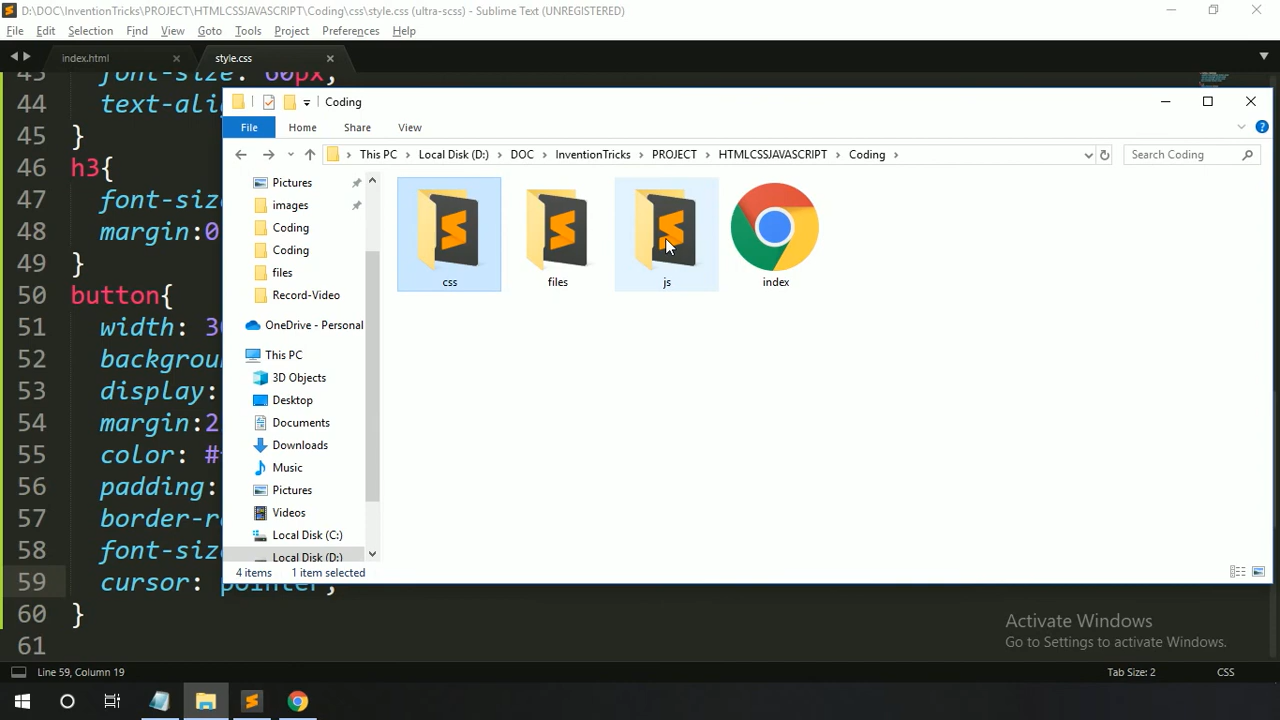 D:\DOC\InventionTricks\PROJECT\HTMLCSSJAVASCRIPT\Coding\css\style.css (ultra-scss) - Sublime Text (UNREGISTERED)
File Edit Selection Find View Goto Tools Project Preferences Help
index.html style.css
43 font-size: 60px;
44 text-alig
45 }
46 h3{
47 font-siz
48 margin:0
49 }
50 button{
51 width: 30
52 backgrou
53 display:
54 margin:2
55 color: #
56 padding:
57 border-r
58 font-siz
59 cursor: pointer;
60 }
61
Coding
File Home Share View
This PC Local Disk (D:) DOC InventionTricks PROJECT HTMLCSSJAVASCRIPT Coding Search Coding
Pictures
images
Coding
Coding
files
Record-Video
OneDrive - Personal
This PC
3D Objects
Desktop
Documents
Downloads
Music
Pictures
Videos
Local Disk (C:)
Local Disk (D:)
css files js index
4 items 1 item selected
Activate Windows
Go to Settings to activate Windows.
Line 59, Column 19 Tab Size: 2 CSS